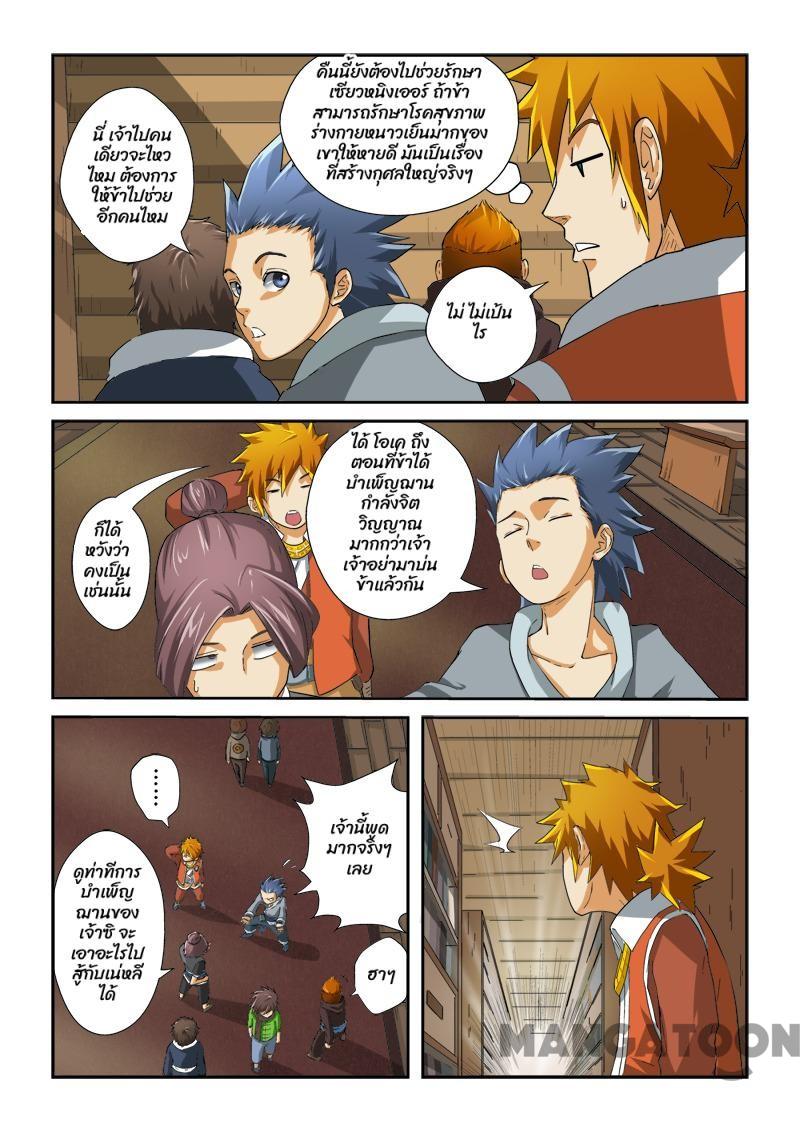 นี่ เจ้าไปคน
เดียวจะไหว
ไหม ต้องการ
ให้ข้าไปช่วย
อีกคนไหม
คืนนี้ยังต้องไปช่วยรักษา
เซียวหนิงเออร์ ถ้าข้า
สามารถรักษาโรคสุขภาพ
ร่างกายหนาวเย็นมากของ
เขาให้หายดี มันเป็นเรื่อง
ที่สร้างกุศลใหญ่จริงๆ
ไม่ ไม่เป็น
ไร
ก็ได้
หวังว่า
คงเป็น
เช่นนั้น
ได้ โอเค ถึง
ตอนที่ข้าได้
บำเพ็ญฌาน
กำลังจิต
วิญญาณ
มากกว่าเจ้า
เจ้าอย่ามาบ่น
ข้าแล้วกัน
......
เจ้านี้พูด
มากจริงๆ
เลย
ดูท่าทีการ
บำเพ็ญ
ฌานของ
เจ้าซิ จะ
เอาอะไรไป
สู้กับเน่หลี
ได้
ฮาๆ
MANGATOON